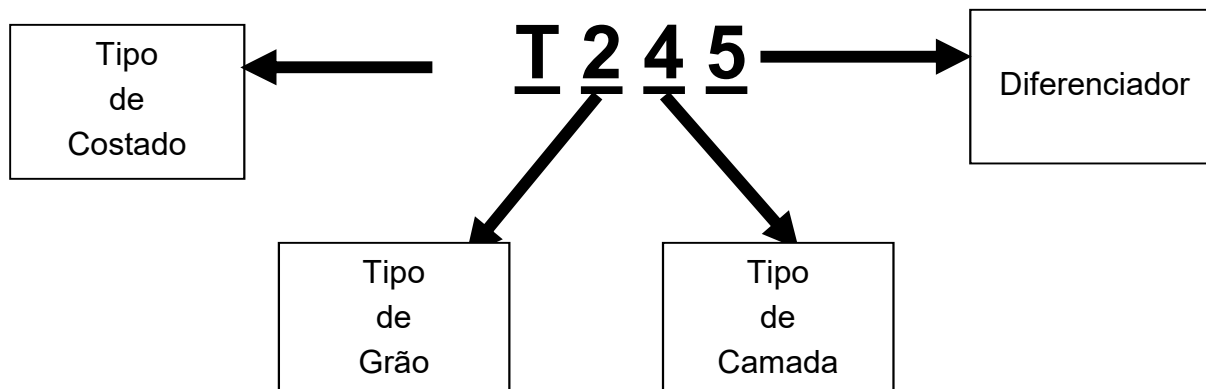 T 2 4 5
Tipo
de
Costado
Diferenciador
Tipo
de
Grão
Tipo
de
Camada